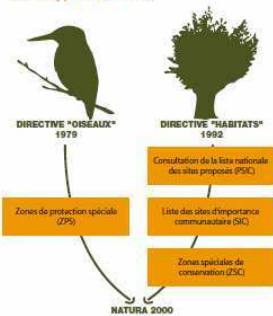 DIRECTIVE "OISEAUX"
1979
DIRECTIVE "HABITATS"
1992
Consultation de la liste nationale
des sites proposés (PSIC)
Zones de protection spéciale
(ZPS)
Liste des sites d'importance
communautaire (SIC)
Zones spéciales de
conservation (ZSC)
NATURA 2000